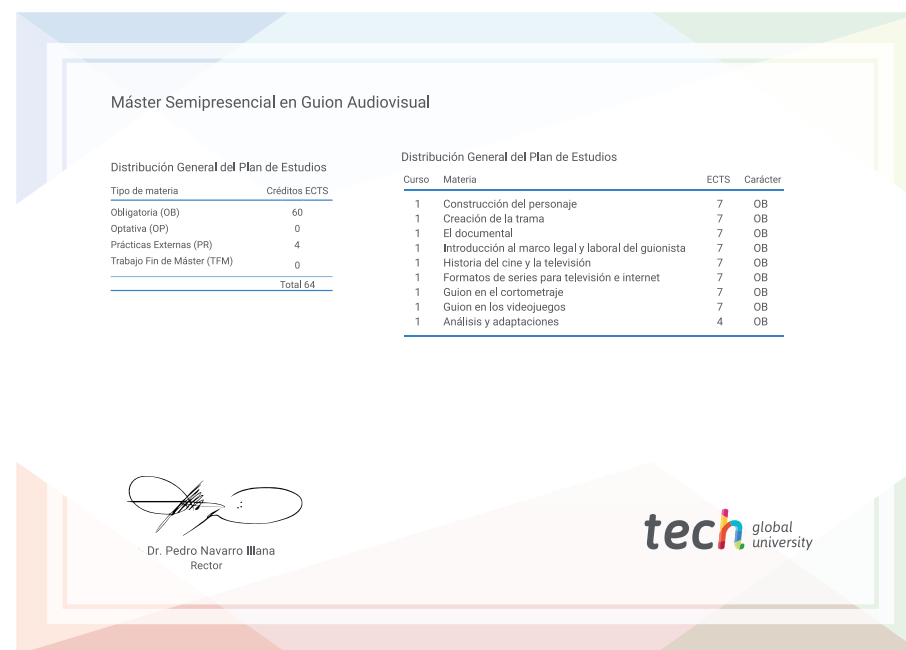 Máster Semipresencial en Guion Audiovisual
Distribución General del Plan de Estudios
Tipo de materia Créditos ECTS
Obligatoria (OB) 60
Optativa (OP) 0
Prácticas Externas (PR) 4
Trabajo Fin de Máster (TFM) 0
Total 64
Distribución General del Plan de Estudios
Curso Materia ECTS Carácter
1 Construcción del personaje 7 OB
1 Creación de la trama 7 OB
1 El documental 7 OB
1 Introducción al marco legal y laboral del guionista 7 OB
1 Historia del cine y la televisión 7 OB
1 Formatos de series para televisión e internet 7 OB
1 Guion en el cortometraje 7 OB
1 Guion en los videojuegos 7 OB
1 Análisis y adaptaciones 4 OB
Dr. Pedro Navarro Illana
Rector
tech global
university